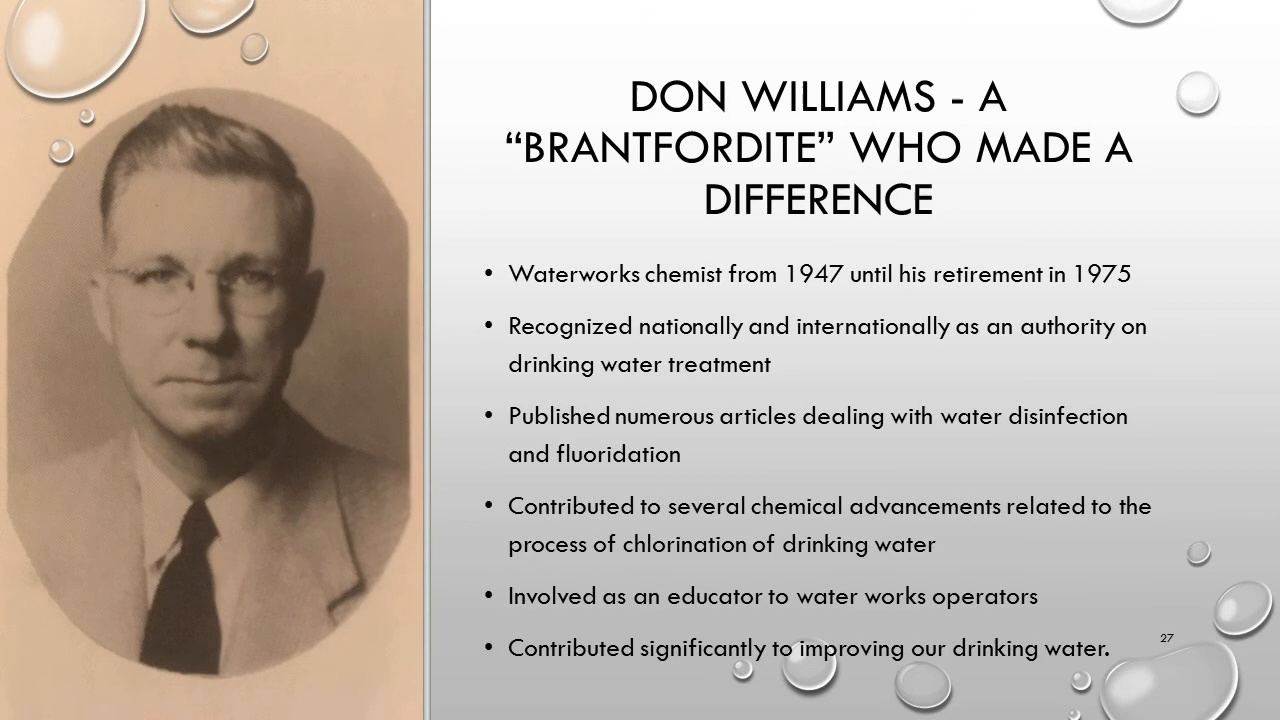 DON WILLIAMS - A
“BRANTFORDITE” WHO MADE A
DIFFERENCE
• Waterworks chemist from 1947 until his retirement in 1975
• Recognized nationally and internationally as an authority on
drinking water treatment
• Published numerous articles dealing with water disinfection
and fluoridation
• Contributed to several chemical advancements related to the
process of chlorination of drinking water
• Involved as an educator to water works operators
• Contributed significantly to improving our drinking water.
27